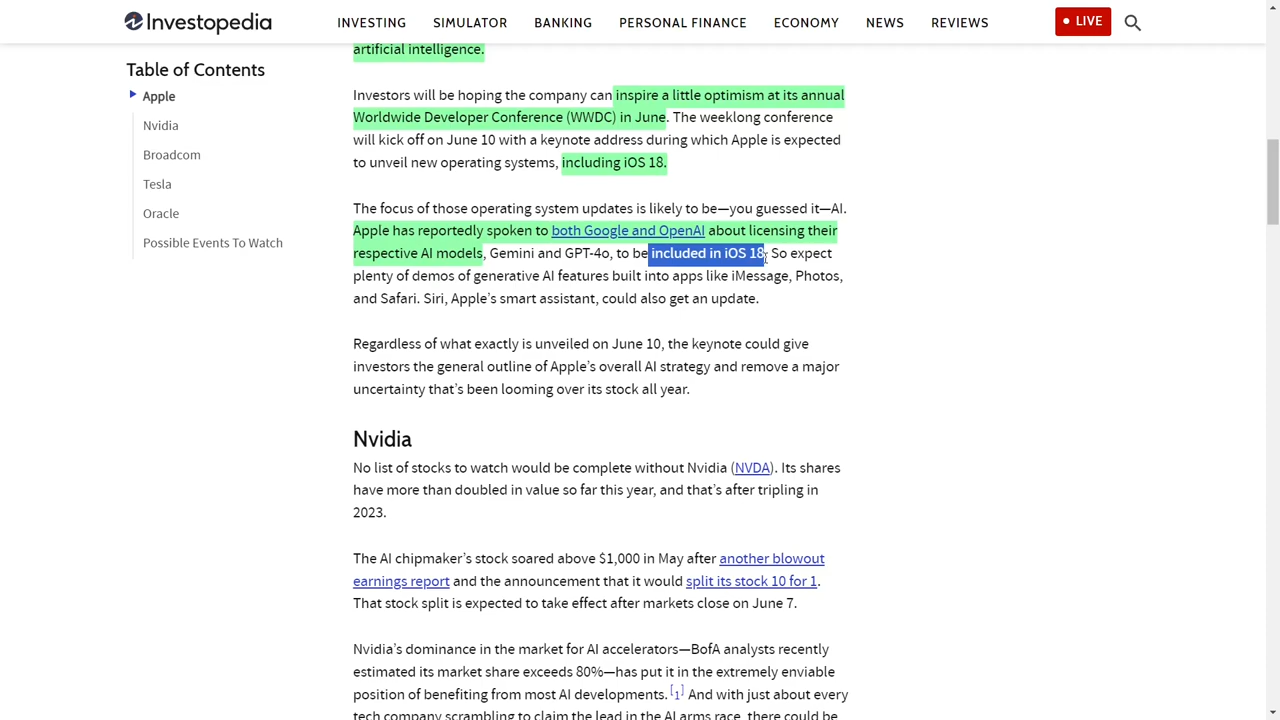 Investopedia
INVESTING
SIMULATOR
BANKING
PERSONAL FINANCE
ECONOMY
NEWS
REVIEWS
LIVE
Table of Contents
Apple
Nvidia
Broadcom
Tesla
Oracle
Possible Events To Watch
artificial intelligence.
Investors will be hoping the company can inspire a little optimism at its annual
Worldwide Developer Conference (WWDC) in June. The weeklong conference
will kick off on June 10 with a keynote address during which Apple is expected
to unveil new operating systems, including iOS 18.
The focus of those operating system updates is likely to be—you guessed it—AI.
Apple has reportedly spoken to both Google and OpenAI about licensing their
respective AI models, Gemini and GPT-4o, to be included in iOS 18. So expect
plenty of demos of generative AI features built into apps like iMessage, Photos,
and Safari. Siri, Apple’s smart assistant, could also get an update.
Regardless of what exactly is unveiled on June 10, the keynote could give
investors the general outline of Apple’s overall AI strategy and remove a major
uncertainty that’s been looming over its stock all year.
Nvidia
No list of stocks to watch would be complete without Nvidia (NVDA). Its shares
have more than doubled in value so far this year, and that’s after tripling in
2023.
The AI chipmaker’s stock soared above $1,000 in May after another blowout
earnings report and the announcement that it would split its stock 10 for 1.
That stock split is expected to take effect after markets close on June 7.
Nvidia’s dominance in the market for AI accelerators—BofA analysts recently
estimated its market share exceeds 80%—has put it in the extremely enviable
position of benefiting from most AI developments.[1] And with just about every
tech company scrambling to claim the lead in the AI arms race, there could be